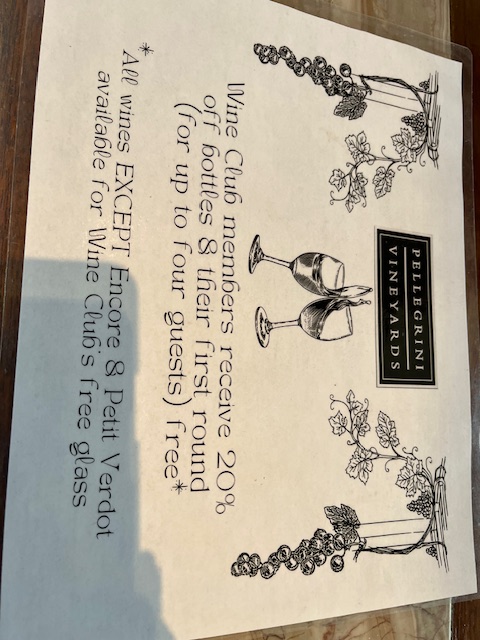 PELLEGRINI
VINEYARDS
Wine Club members receive 20%
off bottles & their first round
(for up to four guests) free*
*
All wines EXCEPT Encore & Petit Verdot
available for Wine Club's free glass